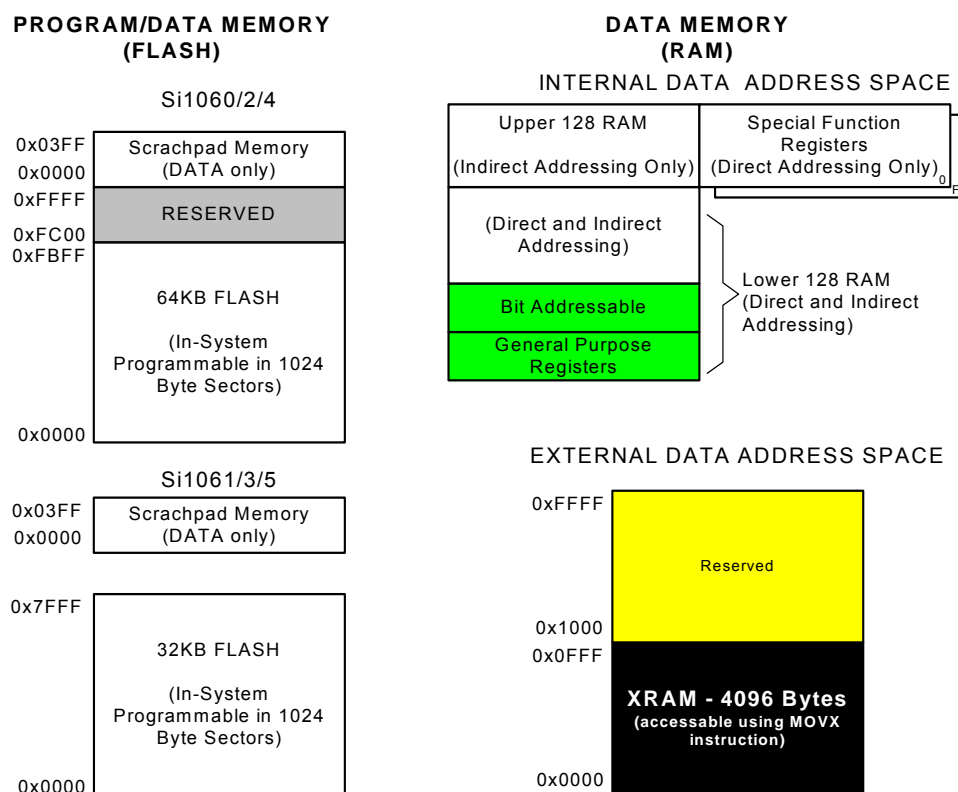 PROGRAM/DATA MEMORY
(FLASH)
Si1060/2/4
0x03FF
0x0000
Scrachpad Memory
(DATA only)
0xFFFF
RESERVED
0xFC00
0xFBFF
64KB FLASH
(In-System
Programmable in 1024
Byte Sectors)
0x0000
Si1061/3/5
0x03FF
0x0000
Scrachpad Memory
(DATA only)
0x7FFF
32KB FLASH
(In-System
Programmable in 1024
Byte Sectors)
0x0000
DATA MEMORY
(RAM)
INTERNAL DATA ADDRESS SPACE
Upper 128 RAM
(Indirect Addressing Only)
Special Function
Registers
(Direct Addressing Only)
0
F
(Direct and Indirect
Addressing)
Bit Addressable
General Purpose
Registers
Lower 128 RAM
(Direct and Indirect
Addressing)
EXTERNAL DATA ADDRESS SPACE
0xFFFF
Reserved
0x1000
0x0FFF
XRAM - 4096 Bytes
(accessable using MOVX
instruction)
0x0000